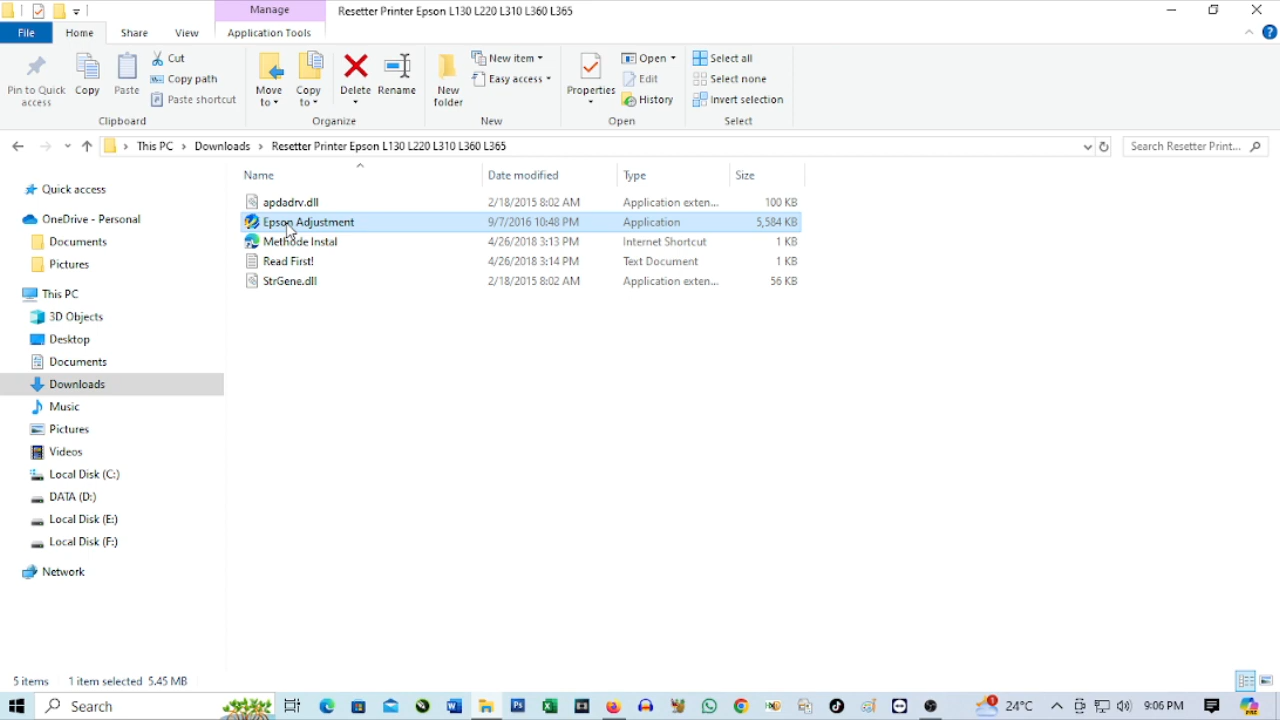 Manage
Resetter Printer Epson L130 L220 L310 L360 L365
File
Home
Share
View
Application Tools
Pin to Quick access
Copy
Paste
Cut
Copy path
Paste shortcut
Clipboard
Move to
Copy to
Delete
Rename
Organize
New folder
New item
Easy access
New
Properties
Open
Edit
History
Open
Select all
Select none
Invert selection
Select
This PC > Downloads > Resetter Printer Epson L130 L220 L310 L360 L365
Search Resetter Print...
Name
Date modified
Type
Size
apdadrv.dll 2/18/2015 8:02 AM Application exten... 100 KB
Epson Adjustment 9/7/2016 10:48 PM Application 5,584 KB
Methode Instal 4/26/2018 3:13 PM Internet Shortcut 1 KB
Read First! 4/26/2018 3:14 PM Text Document 1 KB
StrGene.dll 2/18/2015 8:02 AM Application exten... 56 KB
Quick access
OneDrive - Personal
Documents
Pictures
This PC
3D Objects
Desktop
Documents
Downloads
Music
Pictures
Videos
Local Disk (C:)
DATA (D:)
Local Disk (E:)
Local Disk (F:)
Network
5 items
1 item selected 5.45 MB
Search
24°C
9:06 PM